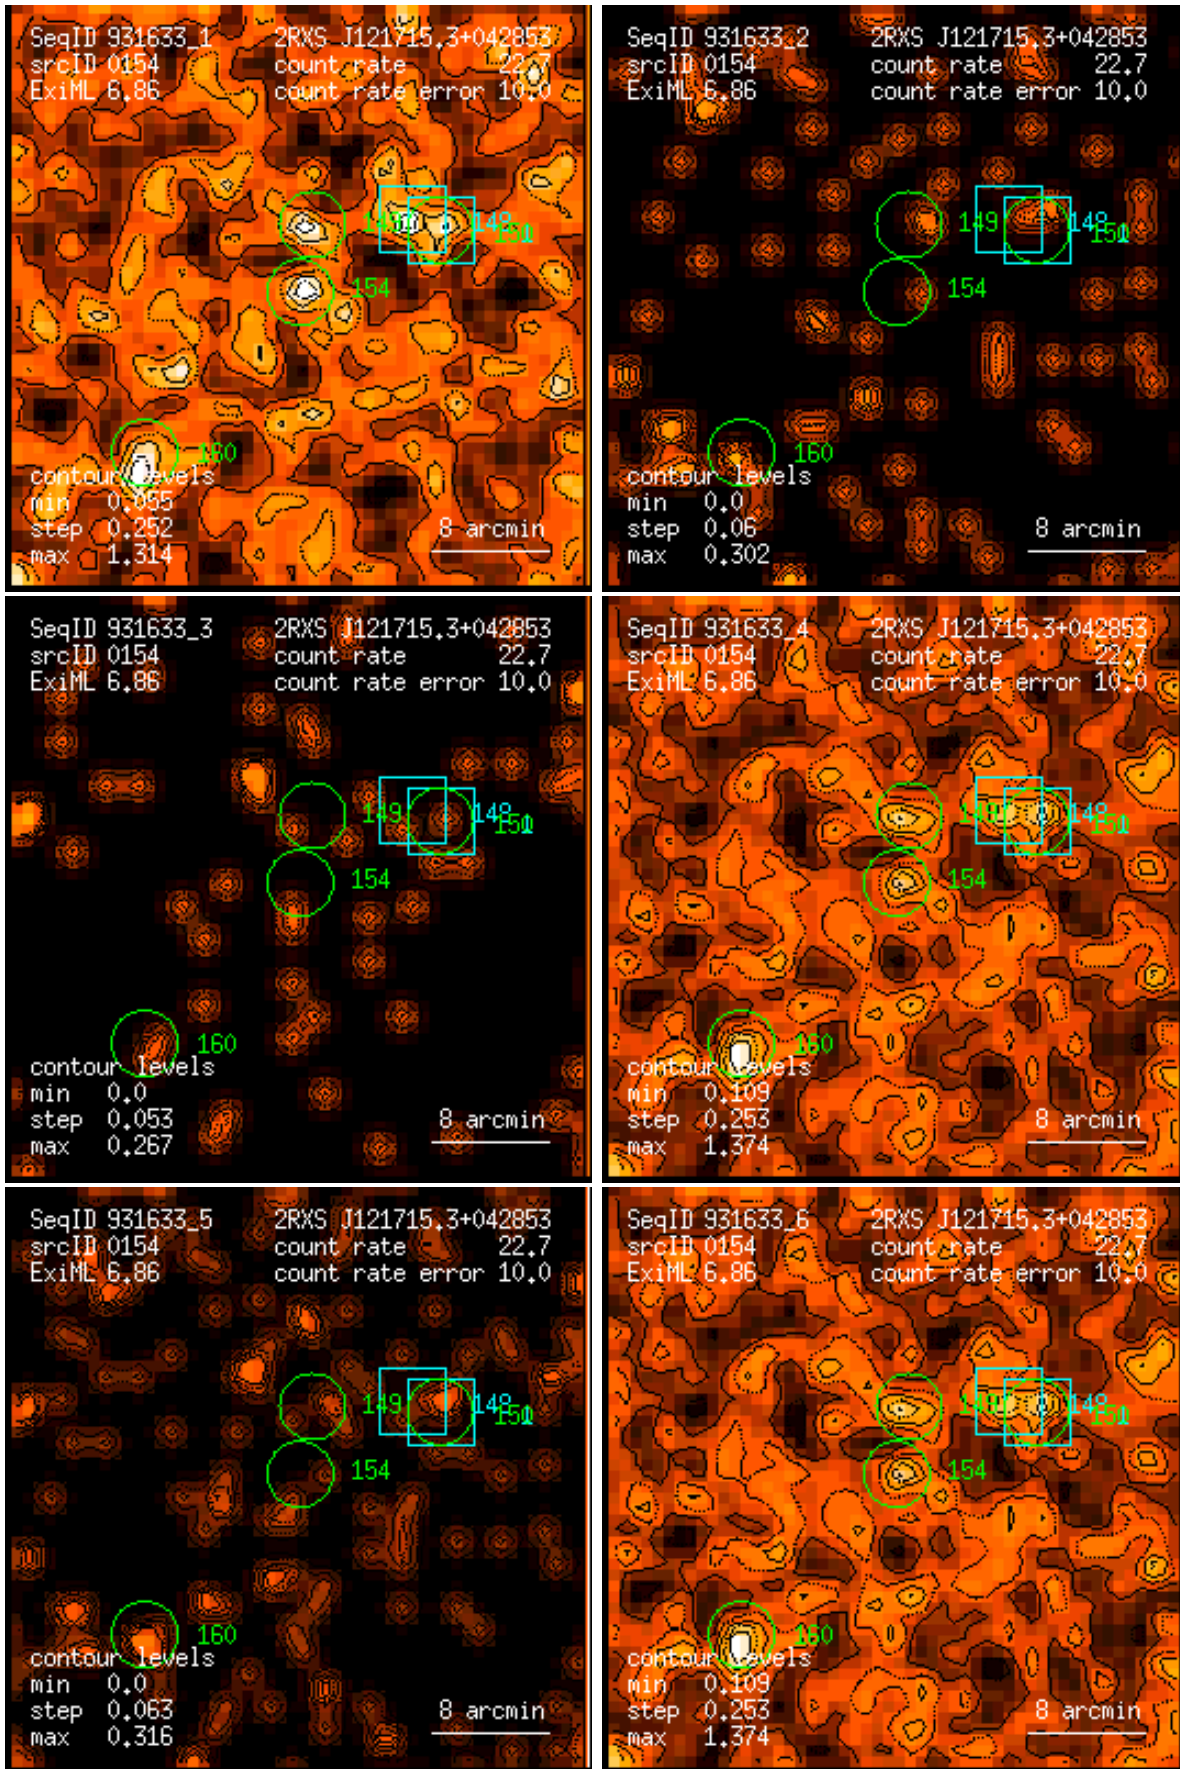 SeqID 931633_1 2RXS J121715.3+042853
srcID 0154 count rate 22.7
ExiML 6.86 count rate error 10.0
149 148
154
160
contour levels
min 0.055
step 0.252 8 arcmin
max 1.314
SeqID 931633_2 2RXS J121715.3+042853
srcID 0154 count rate 22.7
ExiML 6.86 count rate error 10.0
149 148
154
160
contour levels
min 0.0
step 0.06 8 arcmin
max 0.302
SeqID 931633_3 2RXS J121715.3+042853
srcID 0154 count rate 22.7
ExiML 6.86 count rate error 10.0
149 148
154
160
contour levels
min 0.0
step 0.053 8 arcmin
max 0.267
SeqID 931633_4 2RXS J121715.3+042853
srcID 0154 count rate 22.7
ExiML 6.86 count rate error 10.0
149 148
154
160
contour levels
min 0.109
step 0.253 8 arcmin
max 1.374
SeqID 931633_5 2RXS J121715.3+042853
srcID 0154 count rate 22.7
ExiML 6.86 count rate error 10.0
149 148
154
160
contour levels
min 0.0
step 0.063 8 arcmin
max 0.316
SeqID 931633_6 2RXS J121715.3+042853
srcID 0154 count rate 22.7
ExiML 6.86 count rate error 10.0
149 148
154
160
contour levels
min 0.109
step 0.253 8 arcmin
max 1.374